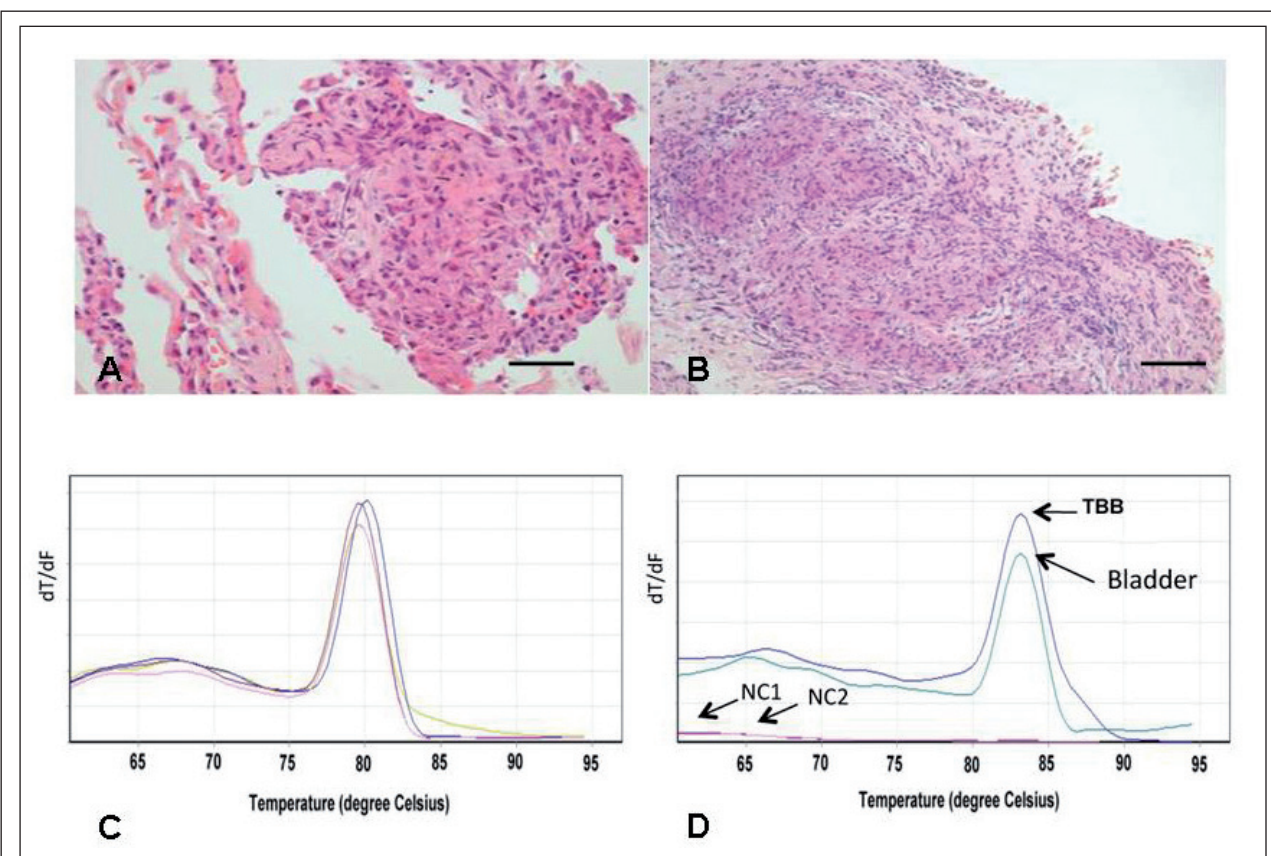 A
B
dT/dF
65 70 75 80 85 90 95
Temperature (degree Celsius)
C
dT/dF
TBB
Bladder
NC1
NC2
65 70 75 80 85 90 95
Temperature (degree Celsius)
D